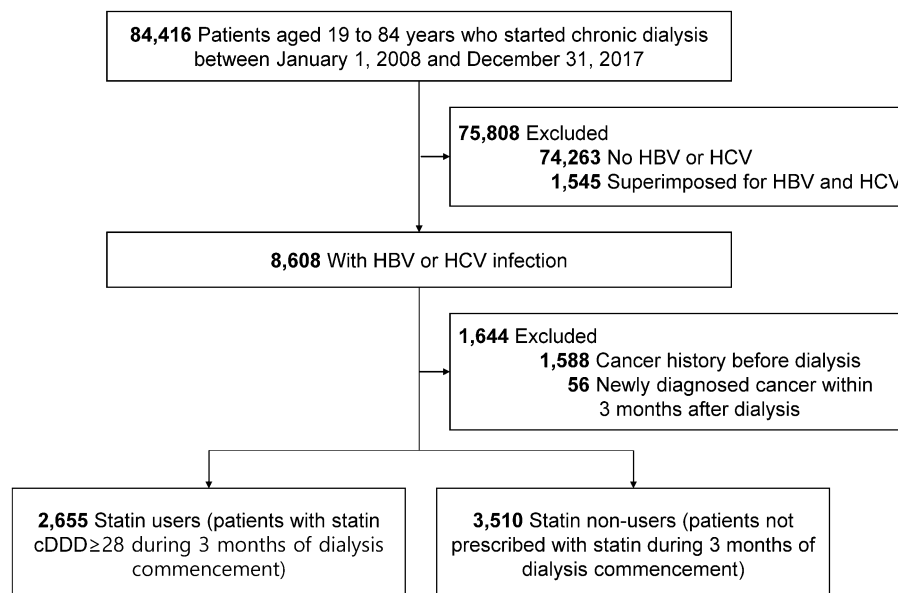 84,416 Patients aged 19 to 84 years who started chronic dialysis
between January 1, 2008 and December 31, 2017
75,808 Excluded
74,263 No HBV or HCV
1,545 Superimposed for HBV and HCV
8,608 With HBV or HCV infection
1,644 Excluded
1,588 Cancer history before dialysis
56 Newly diagnosed cancer within
3 months after dialysis
2,655 Statin users (patients with statin
cDDD≥28 during 3 months of dialysis
commencement)
3,510 Statin non-users (patients not
prescribed with statin during 3 months of
dialysis commencement)